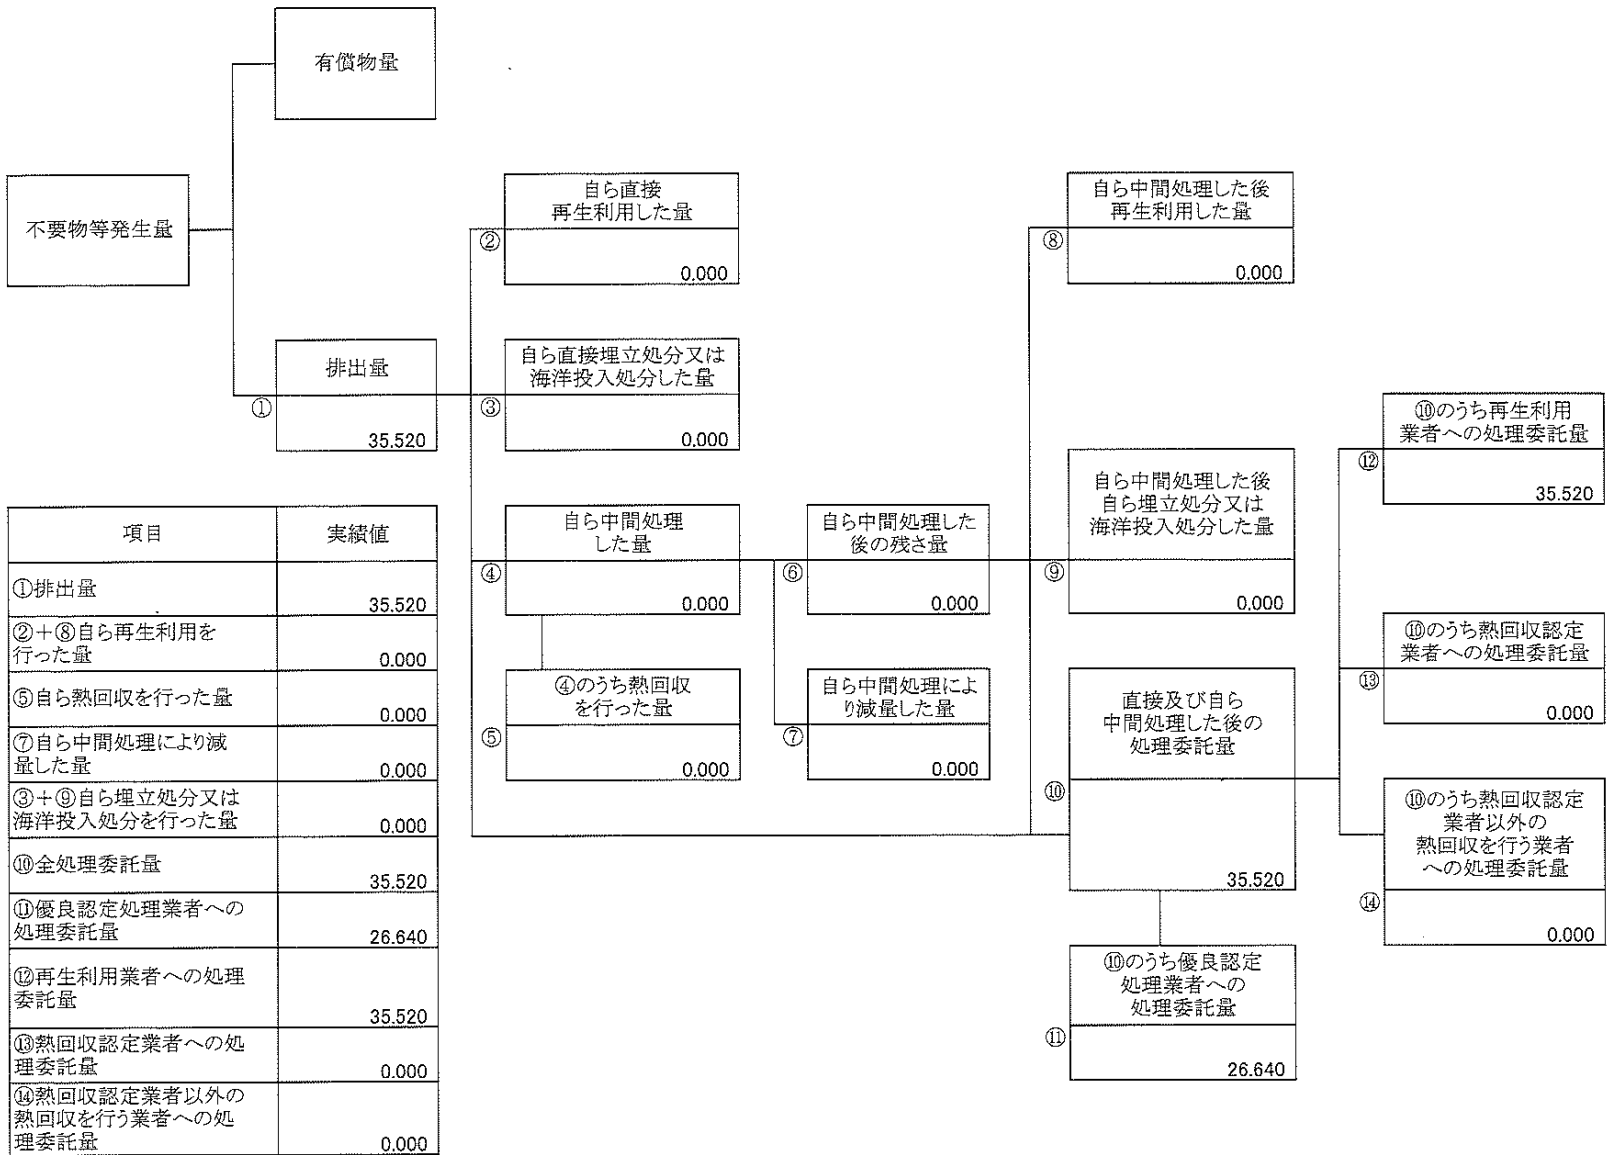 有償物量
不要物等発生量
排出量
①
35.520
自ら直接
再生利用した量
②
0.000
自ら直接埋立処分又は
海洋投入処分した量
③
0.000
自ら中間処理
した量
④
0.000
④のうち熱回収
を行った量
⑤
0.000
自ら中間処理した
後の残さ量
⑥
0.000
自ら中間処理によ
り減量した量
⑦
0.000
自ら中間処理した後
再生利用した量
⑧
0.000
自ら中間処理した後
自ら埋立処分又は
海洋投入処分した量
⑨
0.000
直接及び自ら
中間処理した後の
処理委託量
⑩
35.520
⑩のうち優良認定
処理業者への
処理委託量
⑪
26.640
⑩のうち再生利用
業者への処理委託量
⑫
35.520
⑩のうち熱回収認定
業者への処理委託量
⑬
0.000
⑩のうち熱回収認定
業者以外の
熱回収を行う業者
への処理委託量
⑭
0.000
項目 実績値
①排出量
35.520
②＋⑧自ら再生利用を
行った量
0.000
⑤自ら熱回収を行った量
0.000
⑦自ら中間処理により減
量した量
0.000
③＋⑨自ら埋立処分又は
海洋投入処分を行った量
0.000
⑩全処理委託量
35.520
⑪優良認定処理業者への
処理委託量
26.640
⑫再生利用業者への処理
委託量
35.520
⑬熱回収認定業者への処
理委託量
0.000
⑭熱回収認定業者以外の
熱回収を行う業者への処
理委託量
0.000